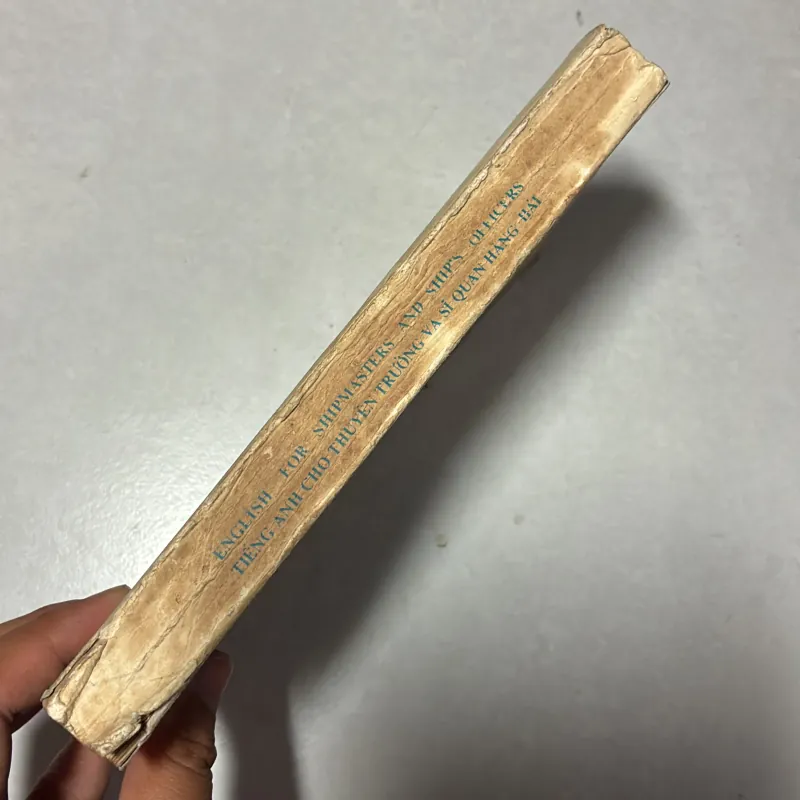 ENGLISH FOR SHIPMASTERS AND SHIP'S OFFICERS
TIẾNG ANH CHO THUYỀN TRƯỞNG VÀ SĨ QUAN HÀNG HẢI